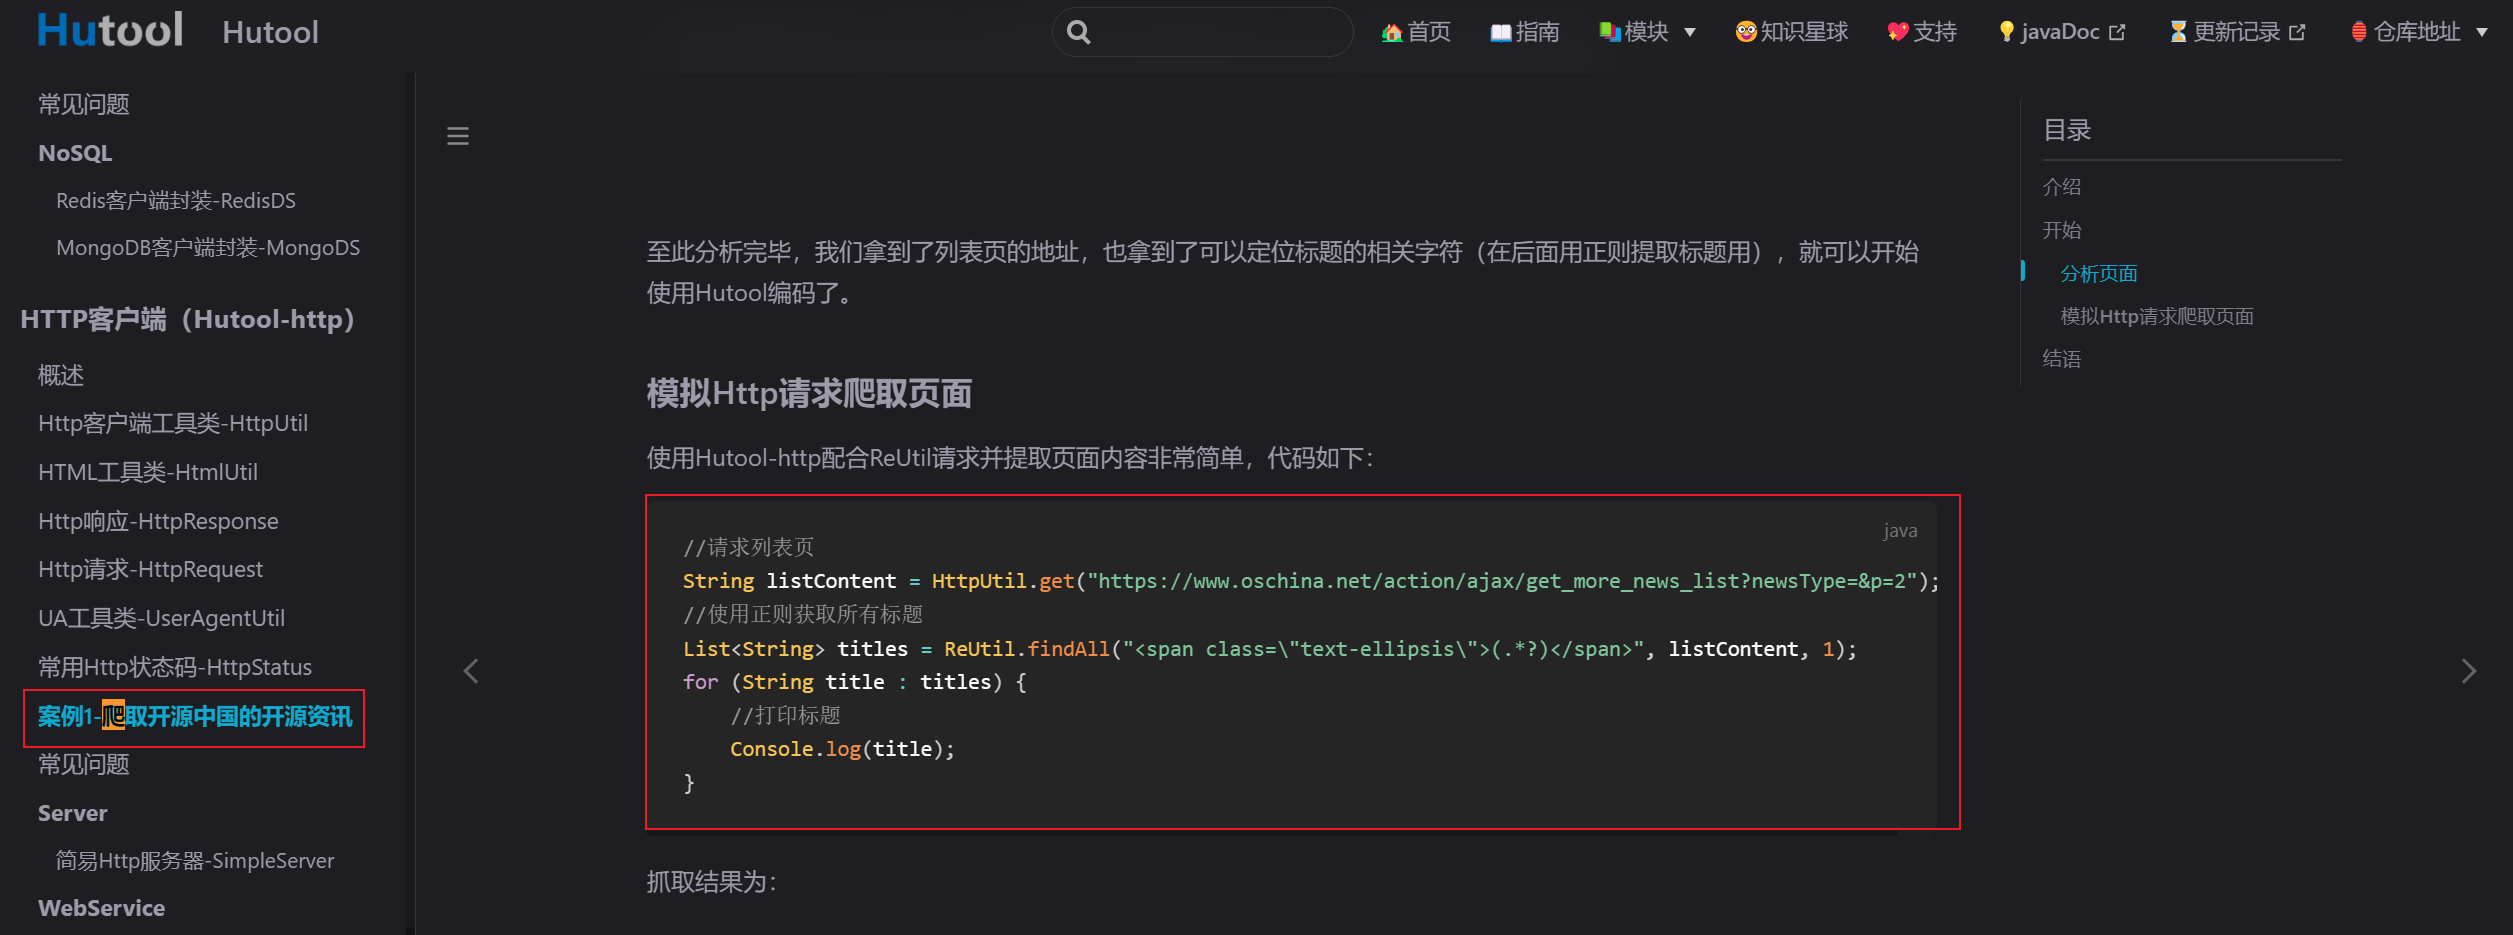 Hutool Hutool 首页 指南 模块 知识星球 支持 javaDoc 更新记录 仓库地址
常见问题
NoSQL
Redis客户端封装-RedisDS
MongoDB客户端封装-MongoDS
HTTP客户端（Hutool-http）
概述
Http客户端工具类-HttpUtil
HTML工具类-HtmlUtil
Http响应-HttpResponse
Http请求-HttpRequest
UA工具类-UserAgentUtil
常用Http状态码-HttpStatus
案例1-爬取开源中国的开源资讯
常见问题
Server
简易Http服务器-SimpleServer
WebService
至此分析完毕，我们拿到了列表页的地址，也拿到了可以定位标题的相关字符（在后面用正则提取标题用），就可以开始
使用Hutool编码了。
模拟Http请求爬取页面
使用Hutool-http配合ReUtil请求并提取页面内容非常简单，代码如下：
java
//请求列表页
String listContent = HttpUtil.get("https://www.oschina.net/action/ajax/get_more_news_list?newsType=&p=2");
//使用正则获取所有标题
List<String> titles = ReUtil.findAll("<span class=\"text-ellipsis\">(.*?)</span>", listContent, 1);
for (String title : titles) {
    //打印标题
    Console.log(title);
}
抓取结果为：
目录
介绍
开始
分析页面
模拟Http请求爬取页面
结语